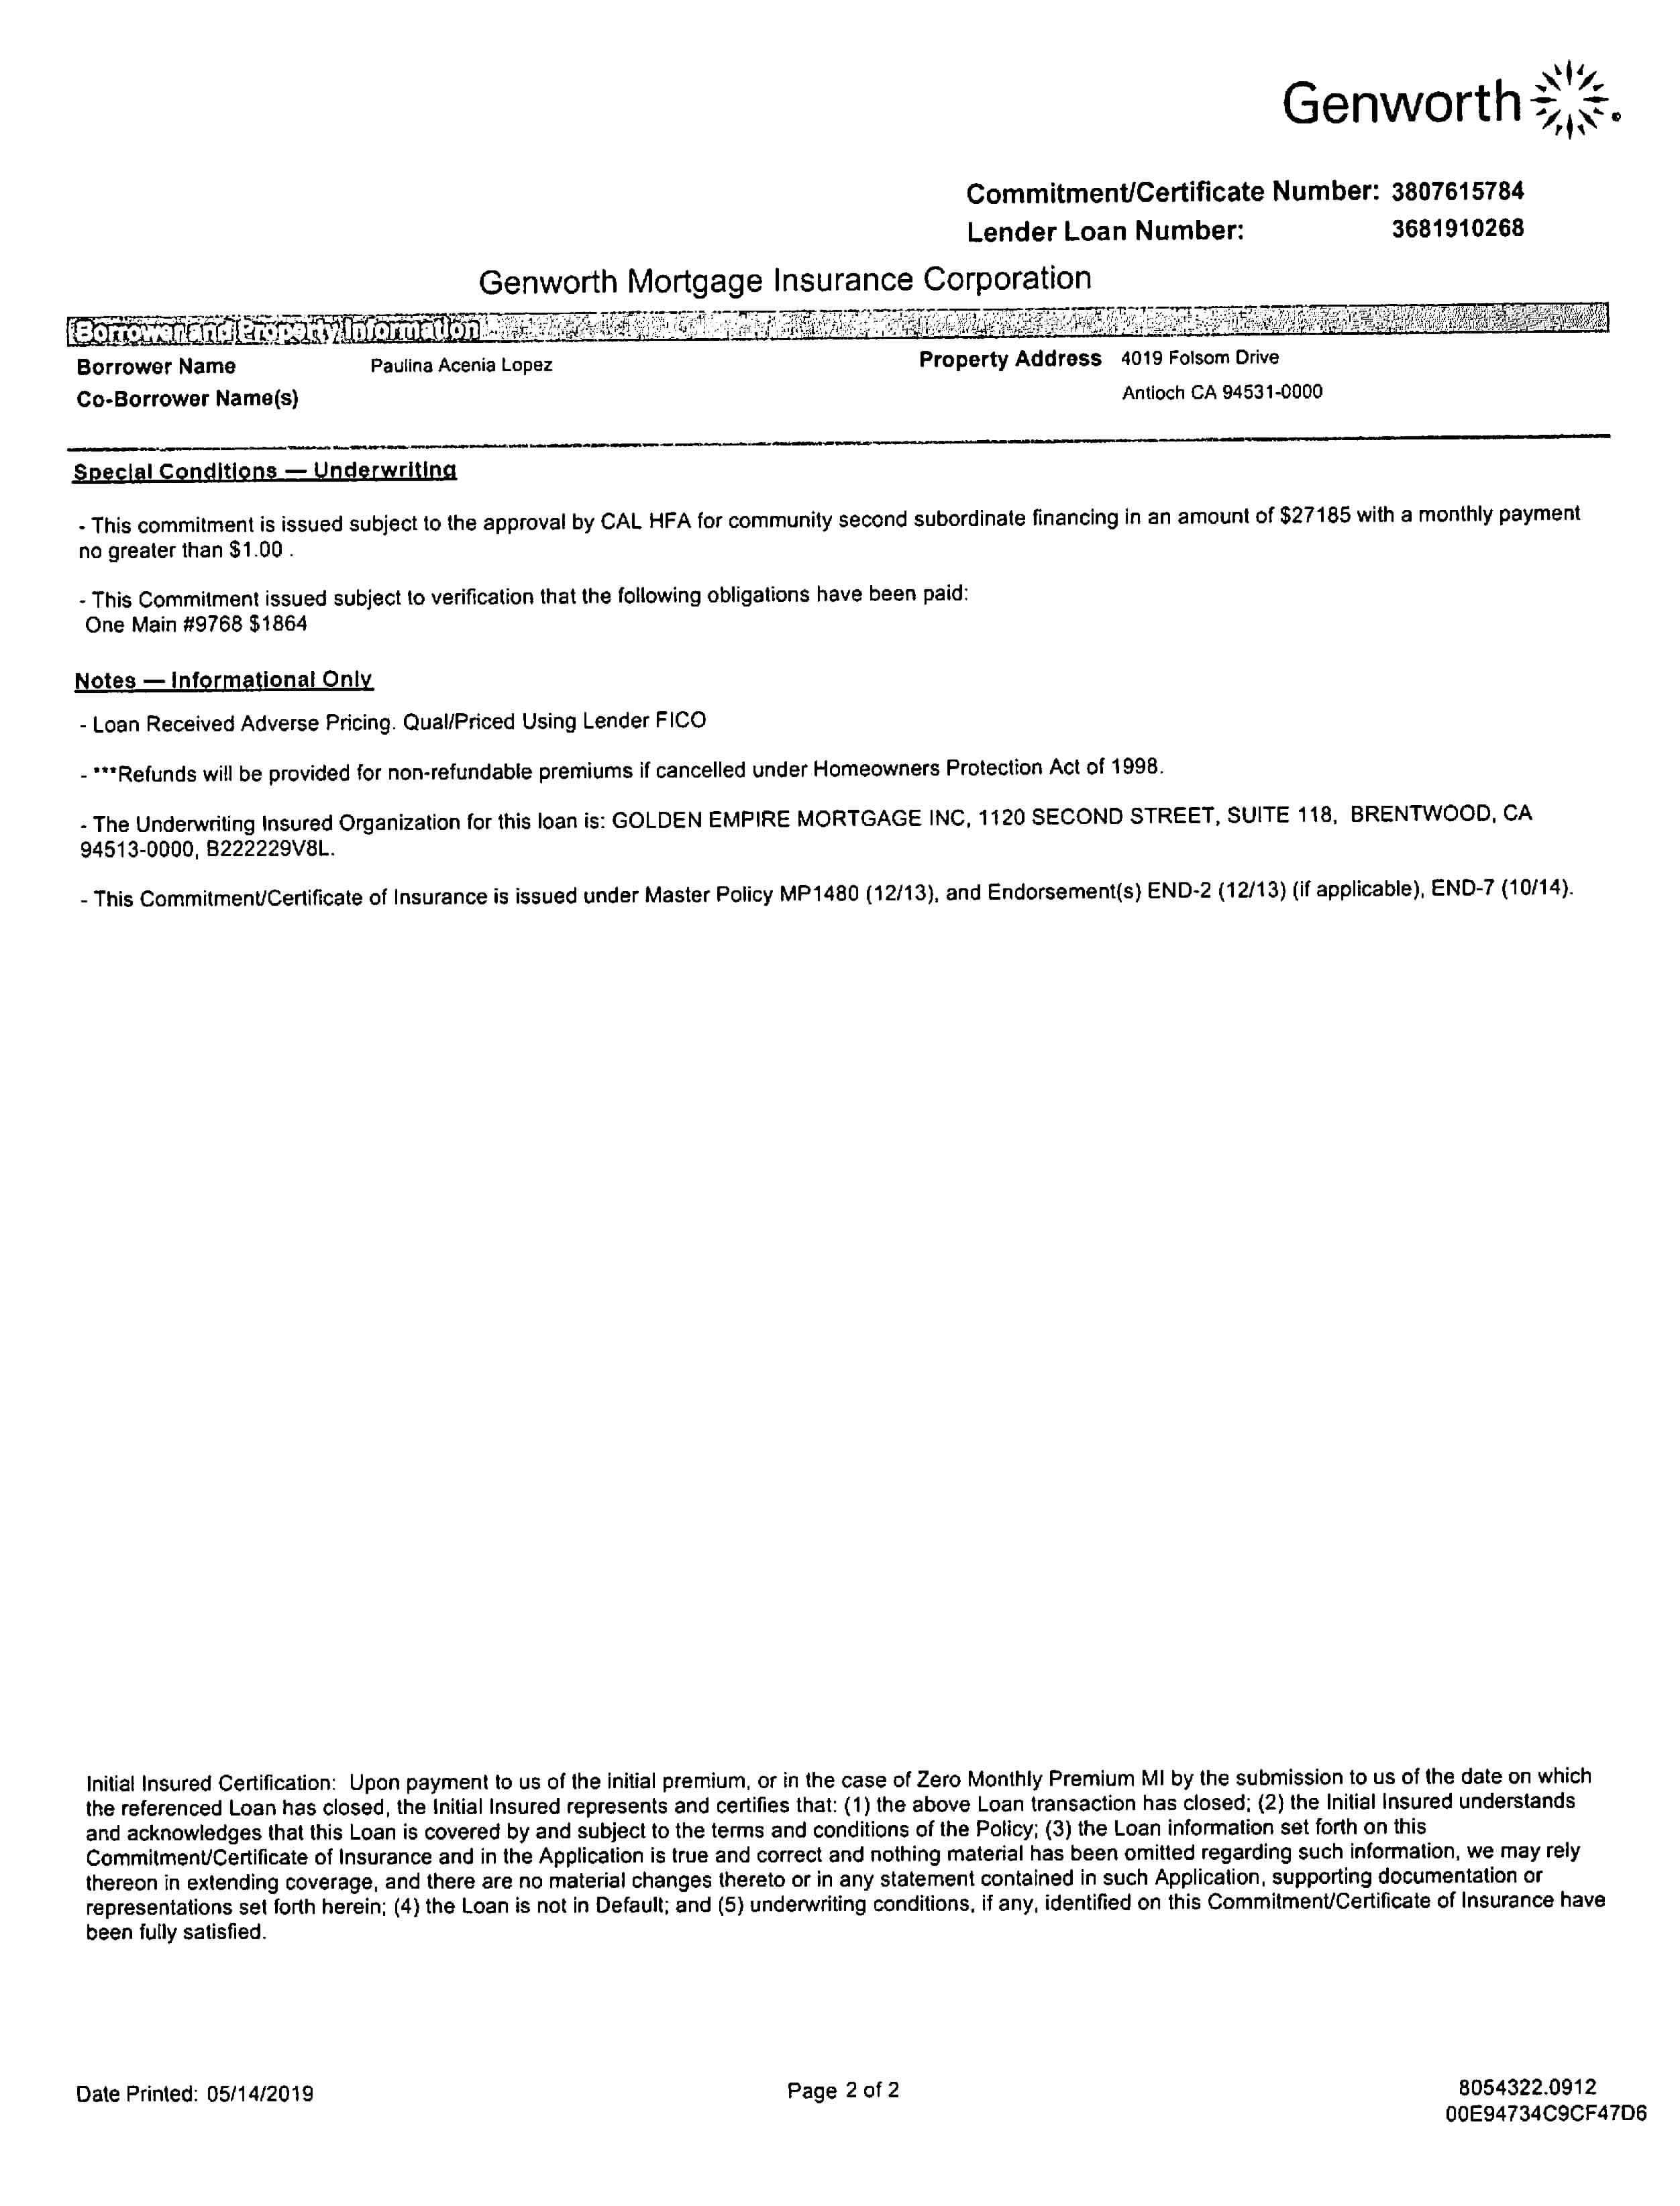 Genworth
Commitment/Certificate Number: 3807615784
Lender Loan Number: 3681910268
Genworth Mortgage Insurance Corporation
Borrower and Property Information
Borrower Name Paulina Acenia Lopez Property Address 4019 Folsom Drive
Co-Borrower Name(s) Antioch CA 94531-0000
Special Conditions — Underwriting
- This commitment is issued subject to the approval by CAL HFA for community second subordinate financing in an amount of $27185 with a monthly payment
no greater than $1.00 .
- This Commitment issued subject to verification that the following obligations have been paid:
One Main #9768 $1864
Notes — Informational Only
- Loan Received Adverse Pricing. Qual/Priced Using Lender FICO
- ***Refunds will be provided for non-refundable premiums if cancelled under Homeowners Protection Act of 1998.
- The Underwriting Insured Organization for this loan is: GOLDEN EMPIRE MORTGAGE INC, 1120 SECOND STREET, SUITE 118, BRENTWOOD, CA
94513-0000, B222229V8L.
- This Commitment/Certificate of Insurance is issued under Master Policy MP1480 (12/13), and Endorsement(s) END-2 (12/13) (if applicable), END-7 (10/14).
Initial Insured Certification: Upon payment to us of the initial premium, or in the case of Zero Monthly Premium MI by the submission to us of the date on which
the referenced Loan has closed, the Initial Insured represents and certifies that: (1) the above Loan transaction has closed; (2) the Initial Insured understands
and acknowledges that this Loan is covered by and subject to the terms and conditions of the Policy; (3) the Loan information set forth on this
Commitment/Certificate of Insurance and in the Application is true and correct and nothing material has been omitted regarding such information, we may rely
thereon in extending coverage, and there are no material changes thereto or in any statement contained in such Application, supporting documentation or
representations set forth herein; (4) the Loan is not in Default; and (5) underwriting conditions, if any, identified on this Commitment/Certificate of Insurance have
been fully satisfied.
Date Printed: 05/14/2019 Page 2 of 2 8054322.0912
00E94734C9CF47D6